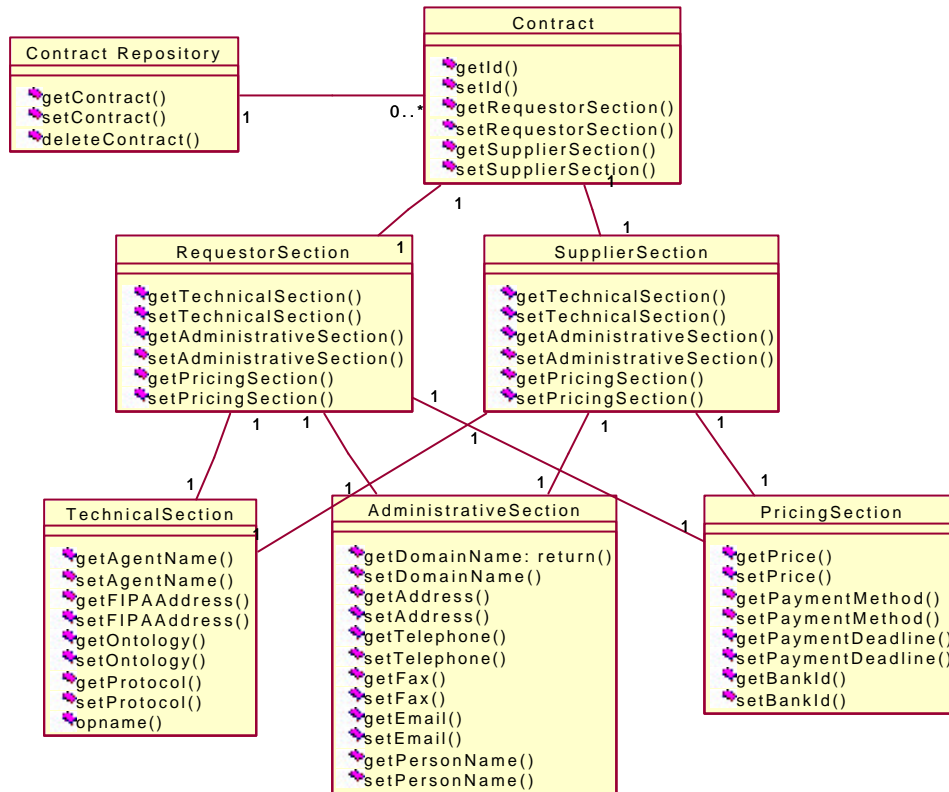 Contract
getId()
setId()
getRequestorSection()
setRequestorSection()
getSupplierSection()
setSupplierSection()
Contract Repository
getContract()
setContract()
deleteContract()
1
0..*
1
1
1
1
RequestorSection
getTechnicalSection()
setTechnicalSection()
getAdministrativeSection()
setAdministrativeSection()
getPricingSection()
setPricingSection()
SupplierSection
getTechnicalSection()
setTechnicalSection()
getAdministrativeSection()
setAdministrativeSection()
getPricingSection()
setPricingSection()
1
1
1
1
1
1
1
1
1
1
1
1
TechnicalSection
getAgentName()
setAgentName()
getFIPAAddress()
setFIPAAddress()
getOntology()
setOntology()
getProtocol()
setProtocol()
opname()
AdministrativeSection
getDomainName: return()
setDomainName()
getAddress()
setAddress()
getTelephone()
setTelephone()
getFax()
setFax()
getEmail()
setEmail()
getPersonName()
setPersonName()
PricingSection
getPrice()
setPrice()
getPaymentMethod()
setPaymentMethod()
getPaymentDeadline()
setPaymentDeadline()
getBankId()
setBankId()